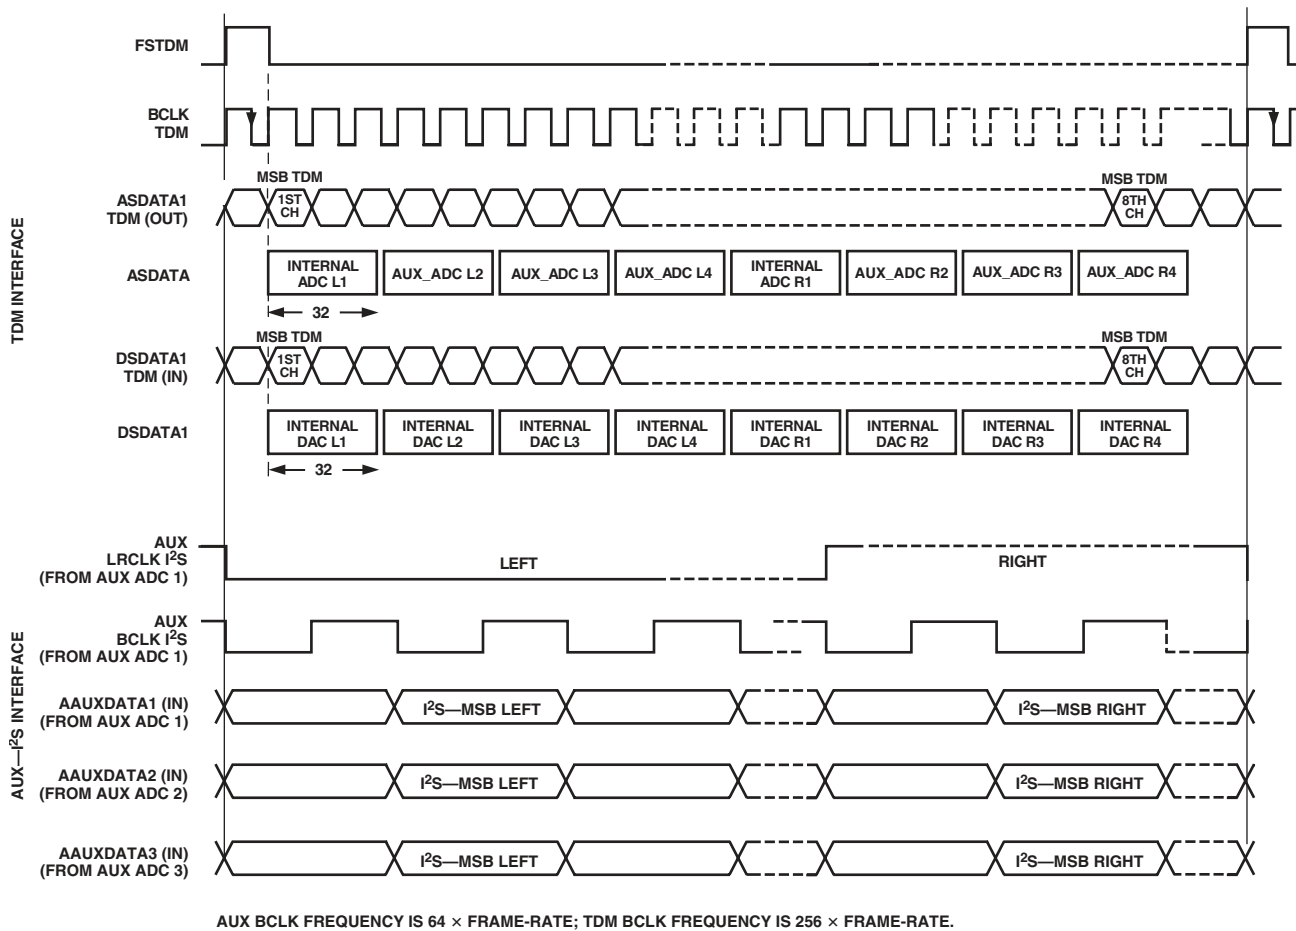 FSTDM
BCLK
TDM
MSB TDM
MSB TDM
ASDATA1
TDM (OUT)
1ST
CH
8TH
CH
ASDATA
INTERNAL
ADC L1
AUX_ADC L2
AUX_ADC L3
AUX_ADC L4
INTERNAL
ADC R1
AUX_ADC R2
AUX_ADC R3
AUX_ADC R4
32
TDM INTERFACE
MSB TDM
MSB TDM
DSDATA1
TDM (IN)
1ST
CH
8TH
CH
DSDATA1
INTERNAL
DAC L1
INTERNAL
DAC L2
INTERNAL
DAC L3
INTERNAL
DAC L4
INTERNAL
DAC R1
INTERNAL
DAC R2
INTERNAL
DAC R3
INTERNAL
DAC R4
32
AUX
LRCLK I²S
(FROM AUX ADC 1)
LEFT
RIGHT
AUX
BCLK I²S
(FROM AUX ADC 1)
AUX—I²S INTERFACE
AAUXDATA1 (IN)
(FROM AUX ADC 1)
I²S—MSB LEFT
I²S—MSB RIGHT
AAUXDATA2 (IN)
(FROM AUX ADC 2)
I²S—MSB LEFT
I²S—MSB RIGHT
AAUXDATA3 (IN)
(FROM AUX ADC 3)
I²S—MSB LEFT
I²S—MSB RIGHT
AUX BCLK FREQUENCY IS 64 × FRAME-RATE; TDM BCLK FREQUENCY IS 256 × FRAME-RATE.